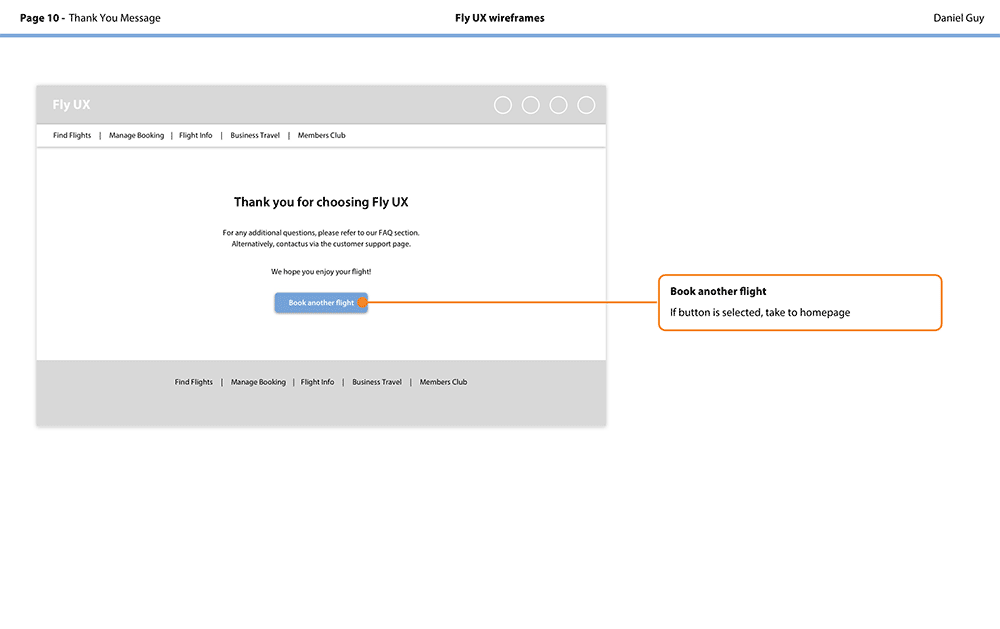 Page 10 - Thank You Message
Fly UX wireframes
Daniel Guy
Fly UX
Find Flights | Manage Booking | Flight Info | Business Travel | Members Club
Thank you for choosing Fly UX
For any additional questions, please refer to our FAQ section.
Alternatively, contactus via the customer support page.
We hope you enjoy your flight!
Book another flight
Book another flight
If button is selected, take to homepage
Find Flights | Manage Booking | Flight Info | Business Travel | Members Club